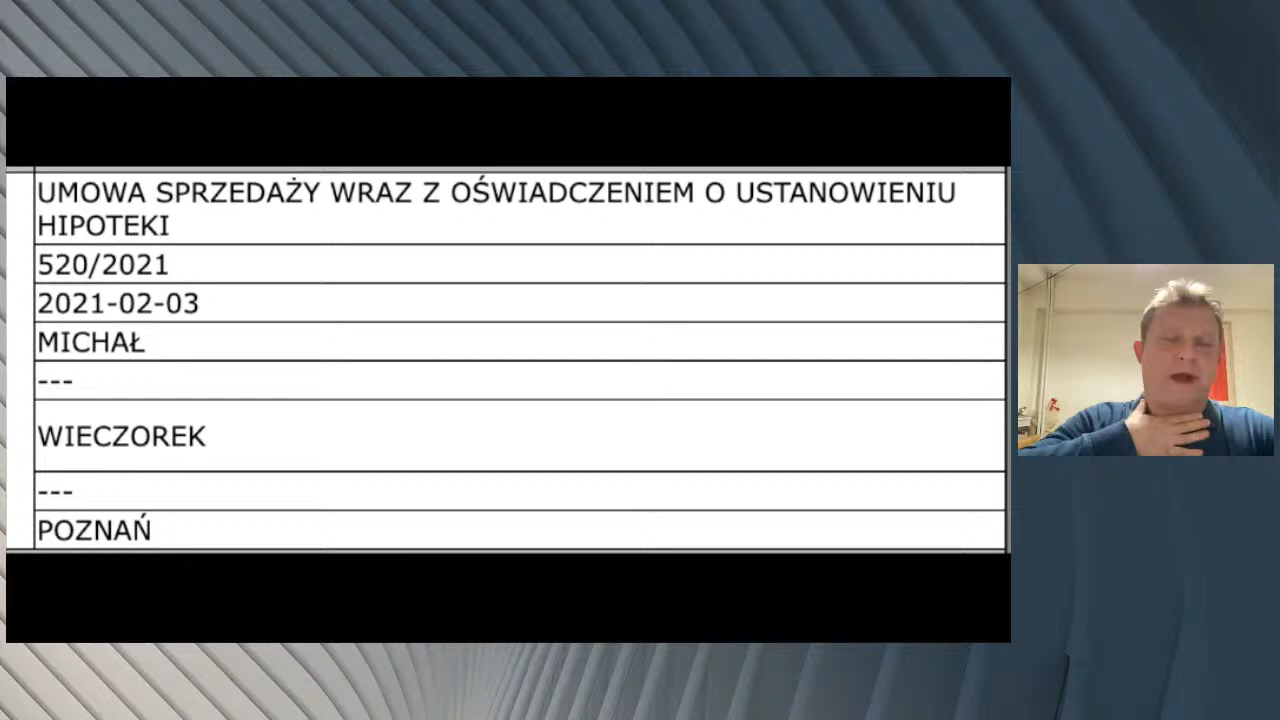 UMOWA SPRZEDAŻY WRAZ Z OŚWIADCZENIEM O USTANOWIENIU
HIPOTEKI
520/2021
2021-02-03
MICHAŁ
---
WIECZOREK
---
POZNAŃ